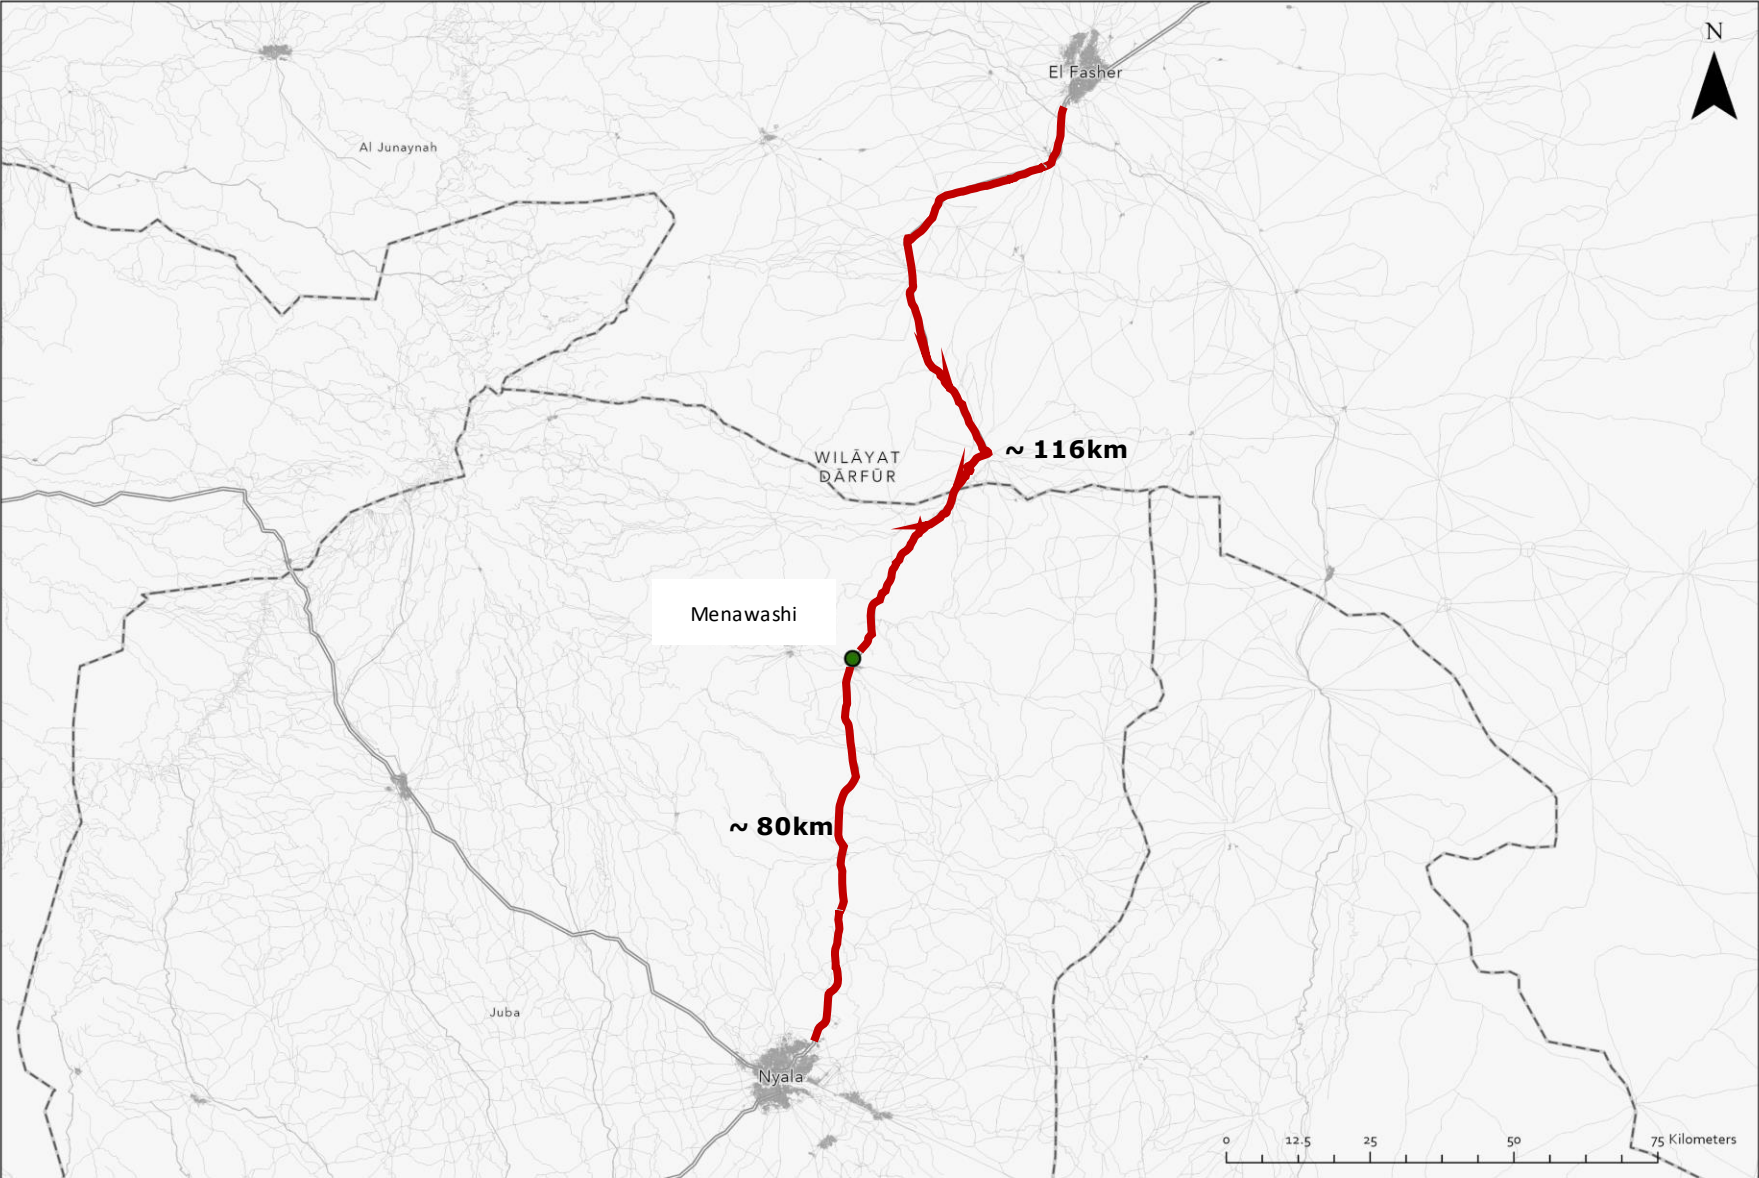 N
El Fasher
Al Junaynah
~ 116km
WILĀYAT
DĀRFŪR
Menawashi
~ 80km
Juba
Nyala
0 12.5 25 50 75 Kilometers